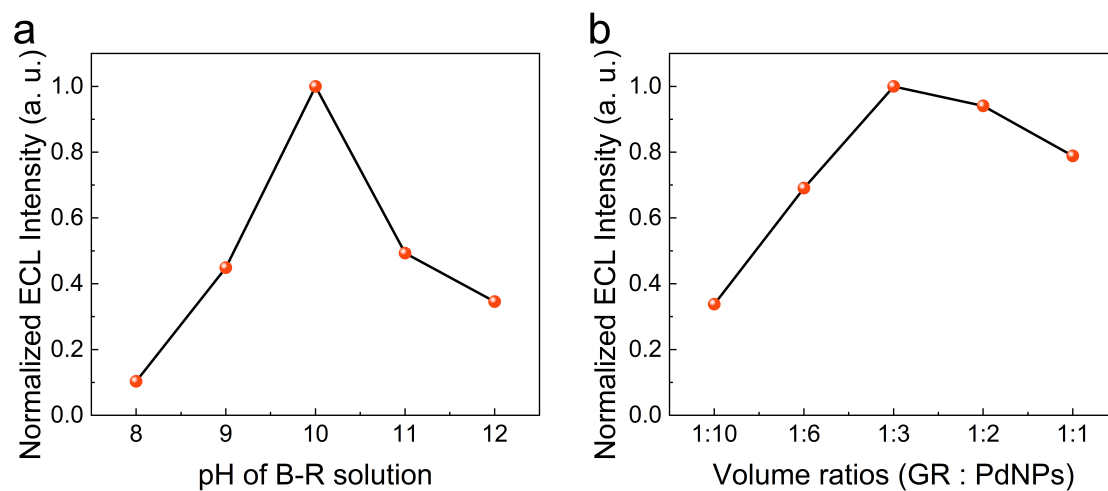 a
Normalized ECL Intensity (a. u.)
1.0
0.8
0.6
0.4
0.2
0.0
8 9 10 11 12
pH of B-R solution
b
Normalized ECL Intensity (a. u.)
1.0
0.8
0.6
0.4
0.2
0.0
1:10 1:6 1:3 1:2 1:1
Volume ratios (GR : PdNPs)